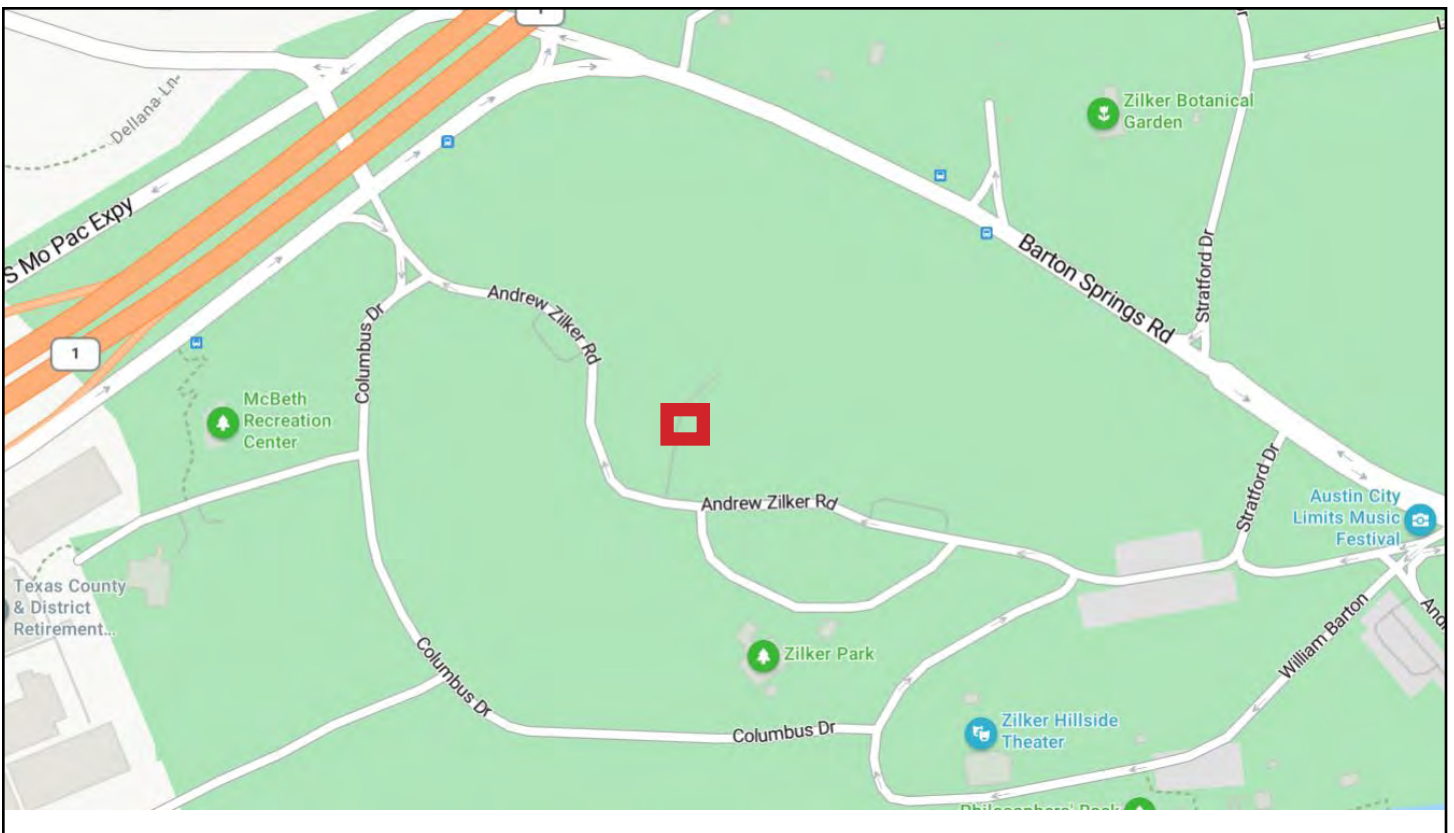 1
Dellana Ln
S Mo Pac Expy
1
Zilker Botanical
Garden
Stratford Dr
Barton Springs Rd
Andrew Zilker Rd
Columbus Dr
McBeth
Recreation
Center
Andrew Zilker Rd
Stratford Dr
Austin City
Limits Music
Festival
Texas County
& District
Retirement...
William Barton
Zilker Park
Columbus Dr
Columbus Dr
Zilker Hillside
Theater